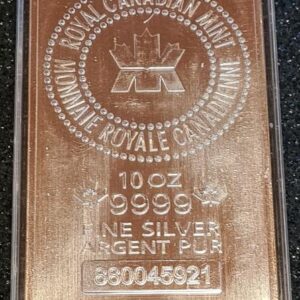 ROYAL CANADIAN MINT
MONNAIE ROYALE CANADIENNE
10 OZ
9999
FINE SILVER
ARGENT PUR
880045921